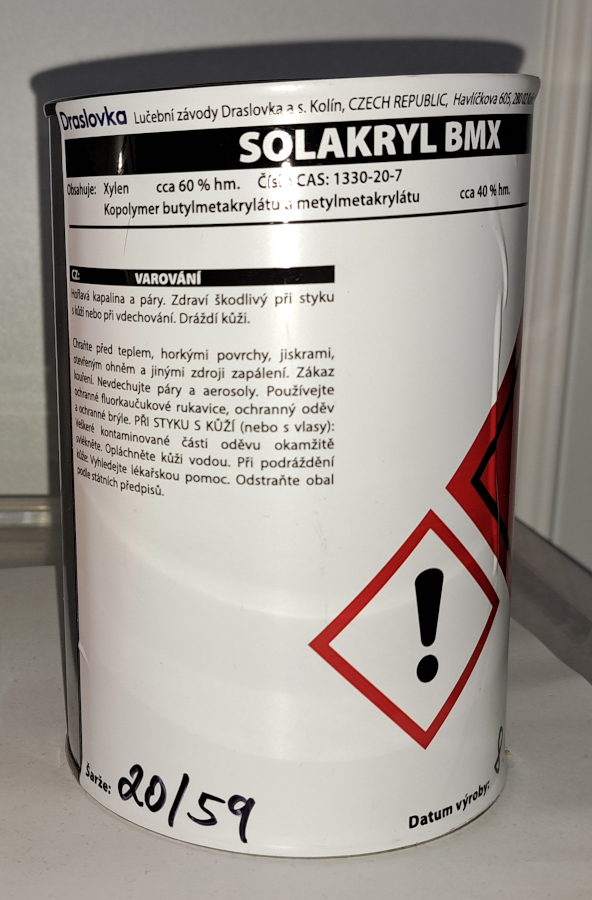 Draslovka Lučební závody Draslovka a s. Kolín, CZECH REPUBLIC, Havlíčkova 605, 280
SOLAKRYL BMX
Obsahuje: Xylen cca 60 % hm. CAS: 1330-20-7
Kopolymer butylmetakrylátu a metylmetakrylátu cca 40 % hm.
CZ: VAROVÁNÍ
Hořlavá kapalina a páry. Zdraví škodlivý při styku
s kůží nebo při vdechování. Dráždí kůži.
Chraňte před teplem, horkými povrchy, jiskrami,
otevřeným ohněm a jinými zdroji zapálení. Zákaz
kouření. Nevdechujte páry a aerosoly. Používejte
ochranné fluorkaučukové rukavice, ochranný oděv
a ochranné brýle. PŘI STYKU S KŮŽÍ (nebo s vlasy):
Veškeré kontaminované části oděvu okamžitě
svlékněte. Opláchněte kůži vodou. Při podráždění
kůže: Vyhledejte lékařskou pomoc. Odstraňte obal
podle státních předpisů.
Šarže: 20/59
Datum výroby: